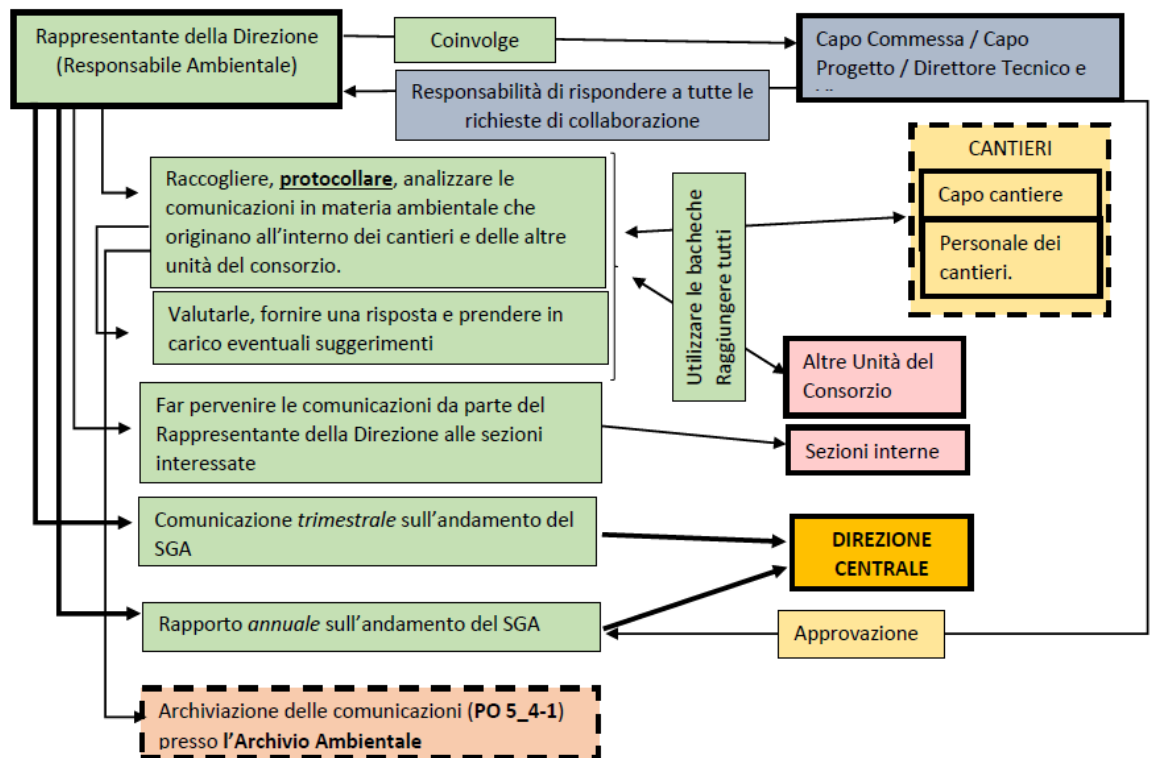 Rappresentante della Direzione
(Responsabile Ambientale)
Coinvolge
Capo Commessa / Capo
Progetto / Direttore Tecnico e
Responsabilità di rispondere a tutte le
richieste di collaborazione
CANTIERI
Capo cantiere
Personale dei
cantieri.
Raccogliere, protocollare, analizzare le
comunicazioni in materia ambientale che
originano all’interno dei cantieri e delle altre
unità del consorzio.
Utilizzare le bacheche
Raggiungere tutti
Valutarle, fornire una risposta e prendere in
carico eventuali suggerimenti
Altre Unità del
Consorzio
Far pervenire le comunicazioni da parte del
Rappresentante della Direzione alle sezioni
interessate
Sezioni interne
Comunicazione trimestrale sull’andamento del
SGA
DIREZIONE
CENTRALE
Rapporto annuale sull’andamento del SGA
Approvazione
Archiviazione delle comunicazioni (PO 5_4-1)
presso l’Archivio Ambientale